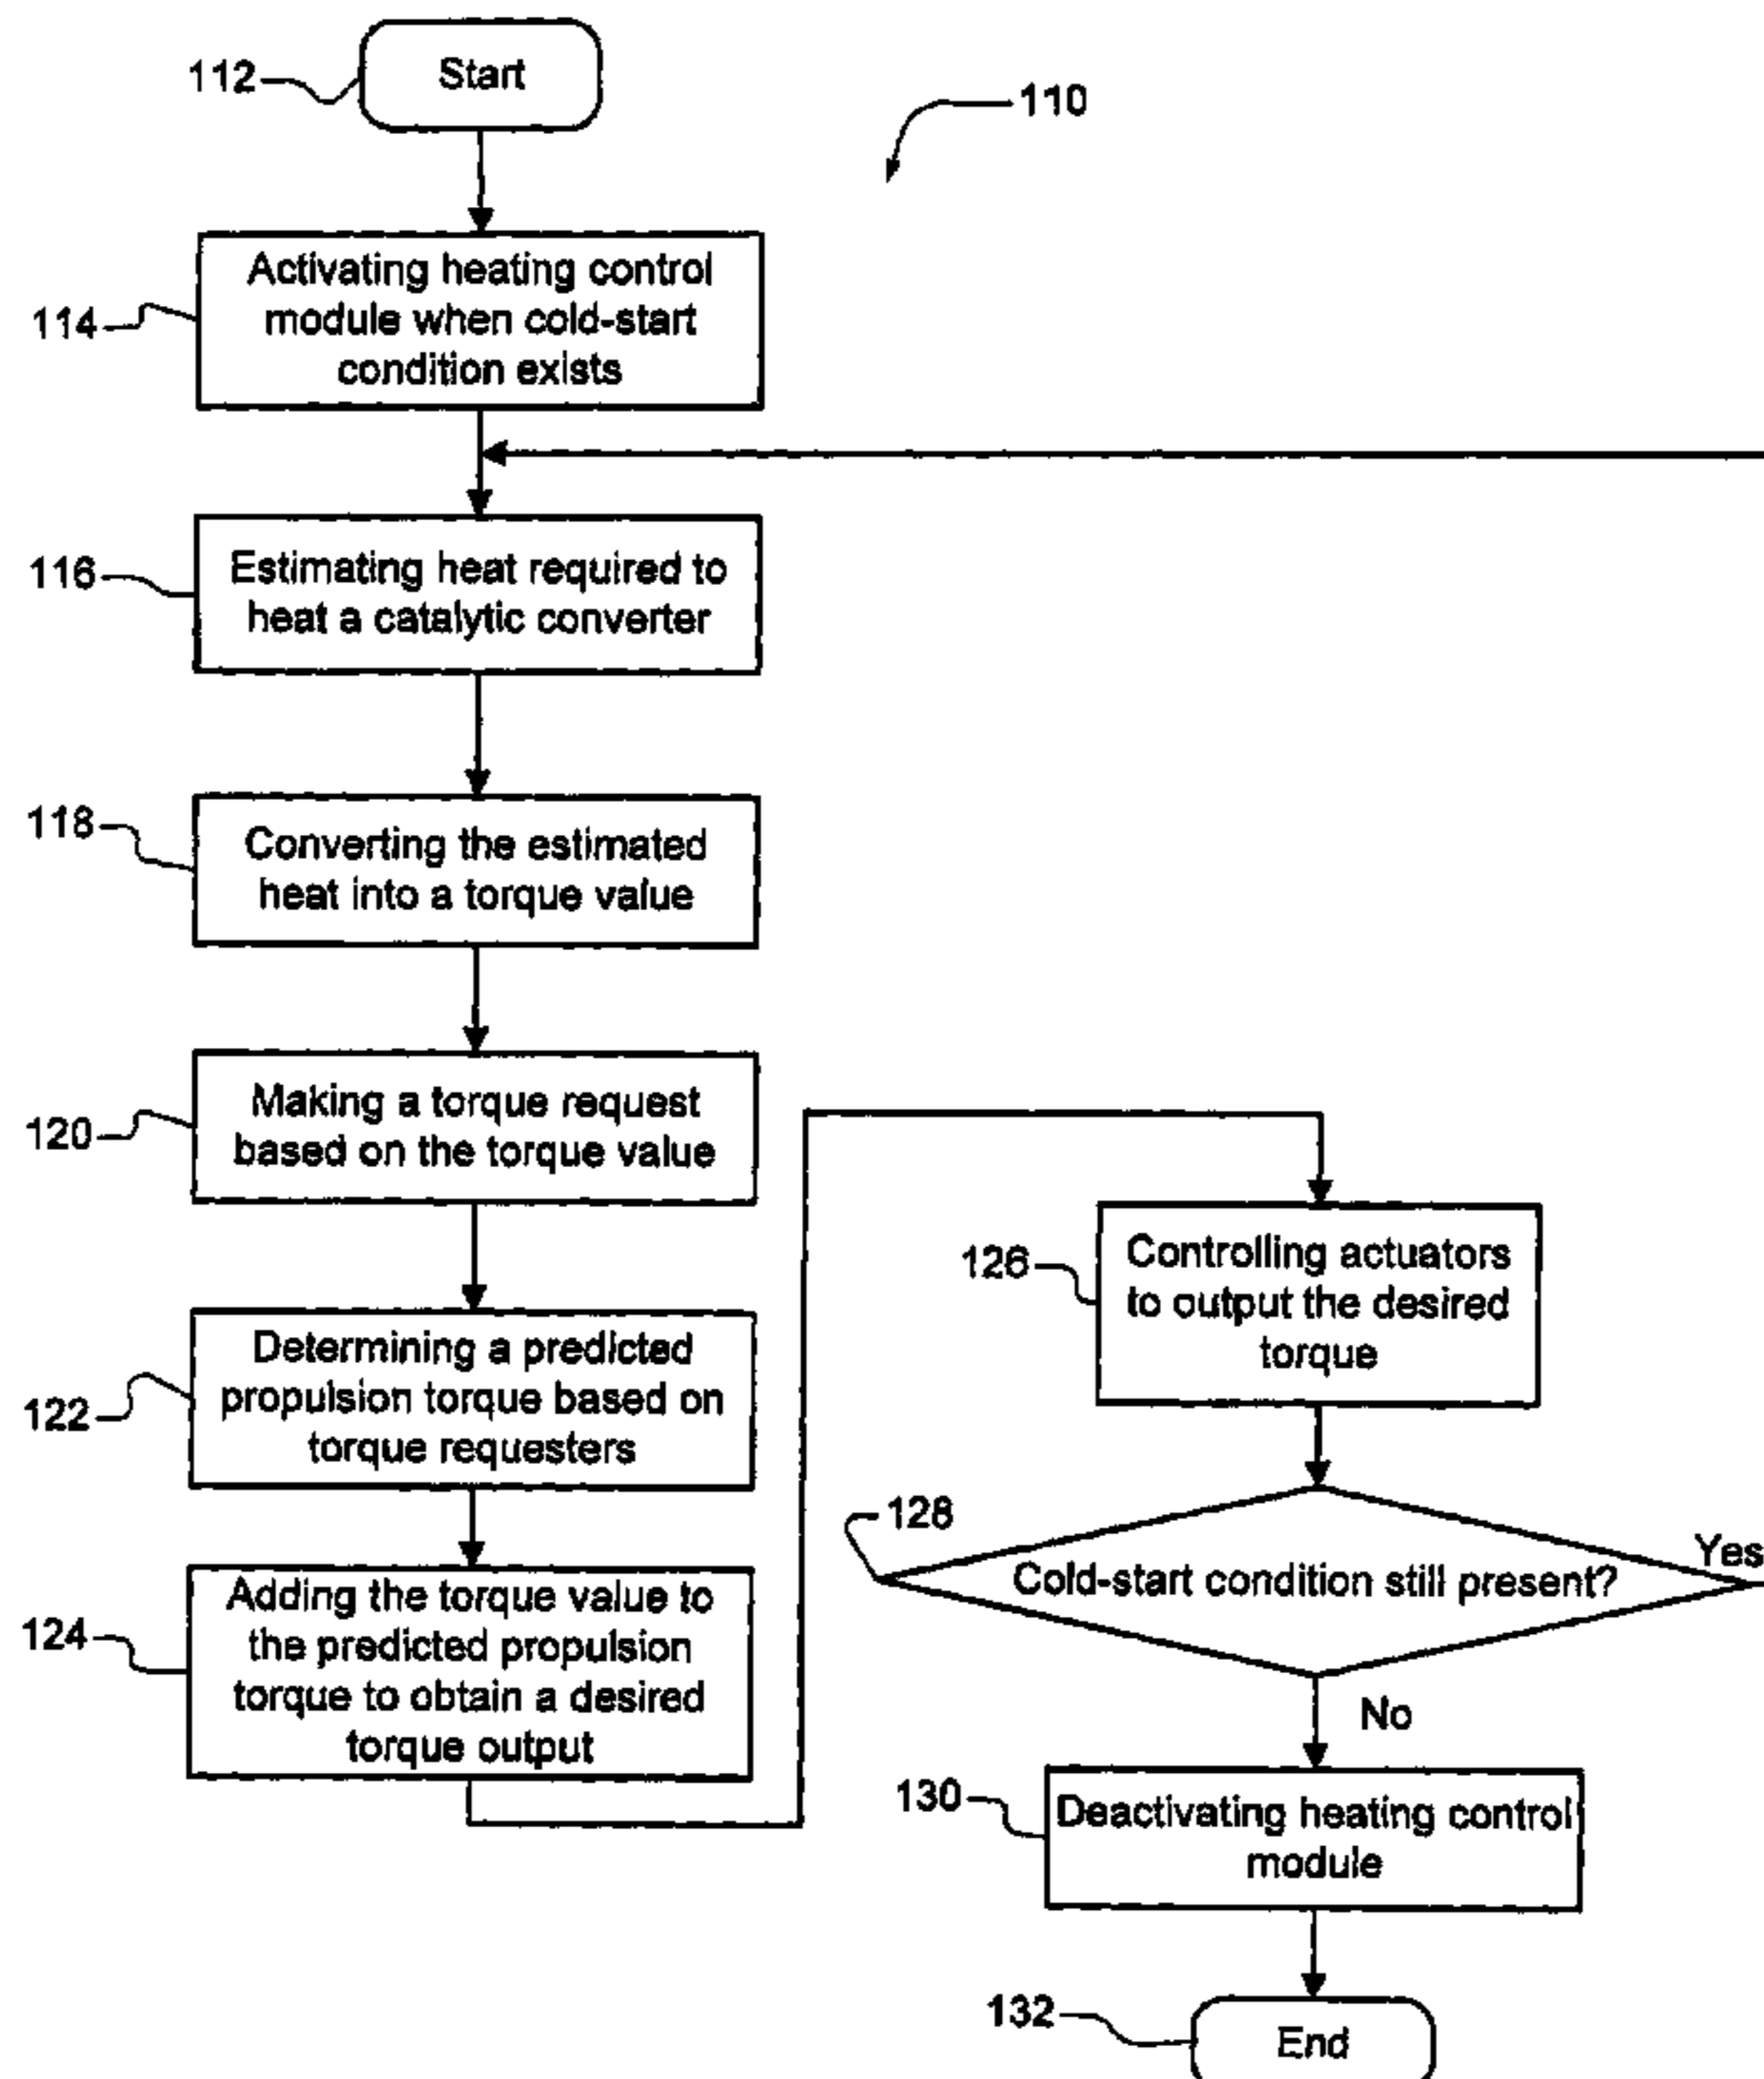 112
Start
110
114
Activating heating control
module when cold-start
condition exists
116
Estimating heat required to
heat a catalytic converter
118
Converting the estimated
heat into a torque value
120
Making a torque request
based on the torque value
122
Determining a predicted
propulsion torque based on
torque requesters
124
Adding the torque value to
the predicted propulsion
torque to obtain a desired
torque output
126
Controlling actuators
to output the desired
torque
128
Cold-start condition still present?
Yes
No
130
Deactivating heating control
module
132
End